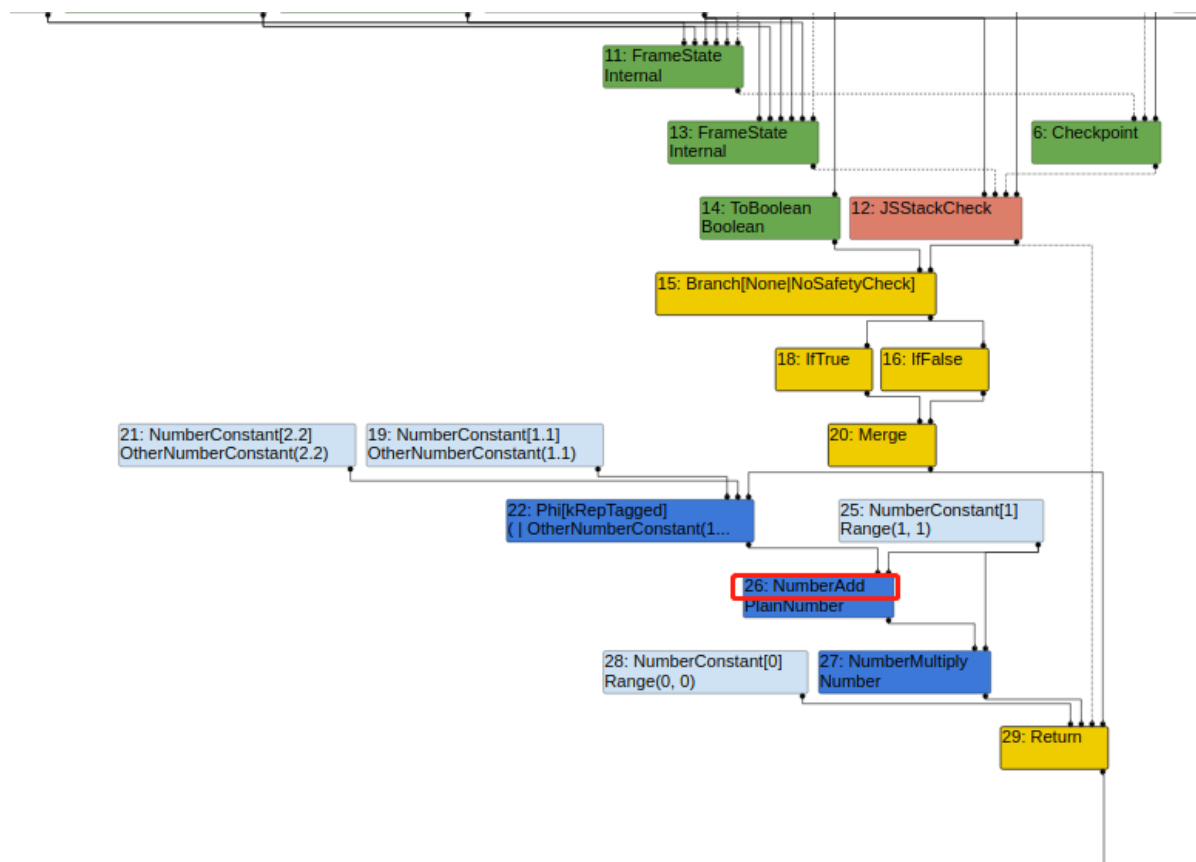 11: FrameState
Internal
13: FrameState
Internal
6: Checkpoint
14: ToBoolean
Boolean
12: JSStackCheck
15: Branch[None|NoSafetyCheck]
18: IfTrue
16: IfFalse
21: NumberConstant[2.2]
OtherNumberConstant(2.2)
19: NumberConstant[1.1]
OtherNumberConstant(1.1)
20: Merge
22: Phi[kRepTagged]
( | OtherNumberConstant(1...
25: NumberConstant[1]
Range(1, 1)
26: NumberAdd
PlainNumber
28: NumberConstant[0]
Range(0, 0)
27: NumberMultiply
Number
29: Return